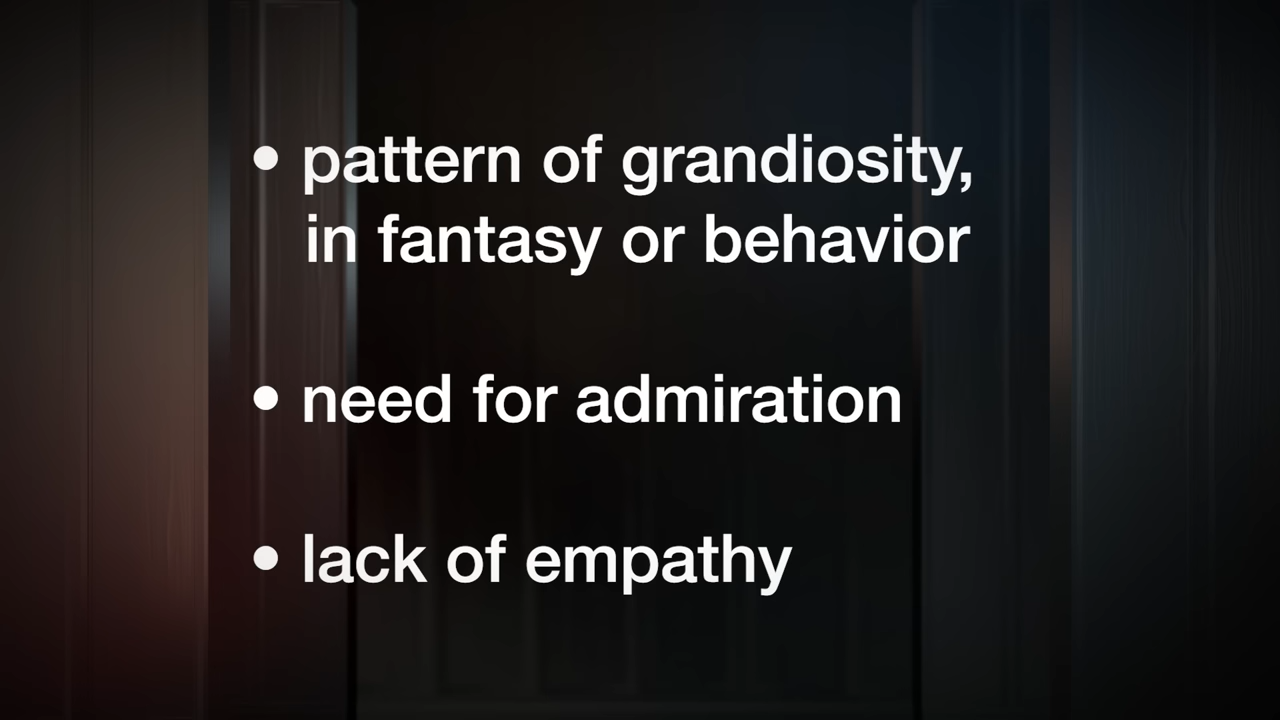 • pattern of grandiosity,
in fantasy or behavior
• need for admiration
• lack of empathy